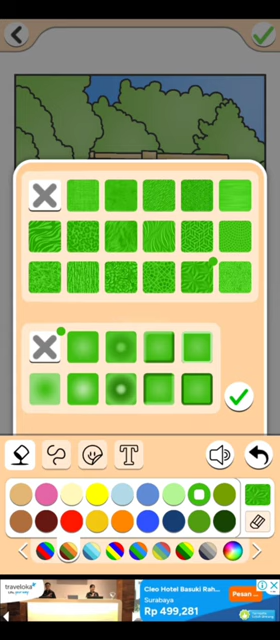 T
traveloka
Cleo Hotel Basuki Rah...
Surabaya
Rp 499,281
Pesan ...